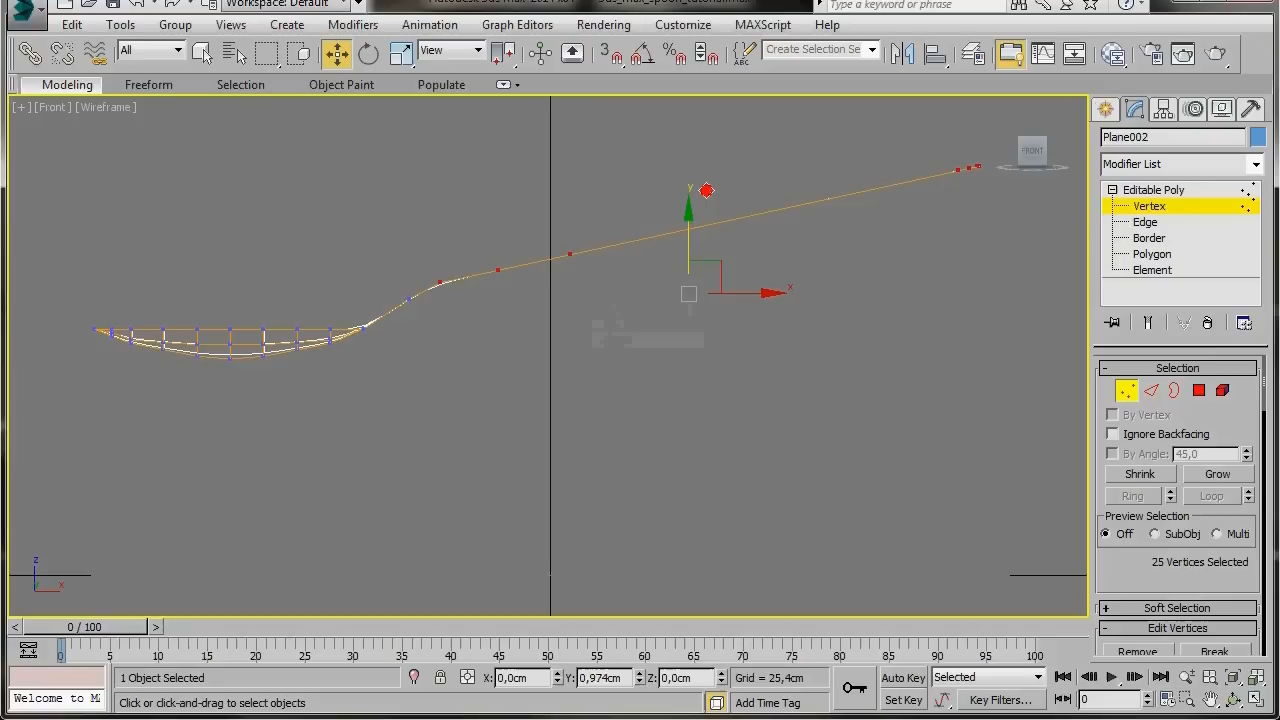 Workspace: Default
Type a keyword or phrase
Edit Tools Group Views Create Modifiers Animation Graph Editors Rendering Customize MAXScript Help
All View 3 Create Selection Se
Modeling Freeform Selection Object Paint Populate
[+][Front][Wireframe]
FRONT
y
x
z
x
Plane002
Modifier List
Editable Poly
Vertex
Edge
Border
Polygon
Element
- Selection
By Vertex
Ignore Backfacing
By Angle: 45,0
Shrink Grow
Ring Loop
Preview Selection
Off SubObj Multi
25 Vertices Selected
+ Soft Selection
- Edit Vertices
Remove Break
< 0 / 100 >
0 5 10 15 20 25 30 35 40 45 50 55 60 65 70 75 80 85 90 95 100
1 Object Selected X: 0,0cm Y: 0,974cm Z: 0,0cm Grid = 25,4cm Auto Key Selected
Welcome to M Click or click-and-drag to select objects Add Time Tag Set Key Key Filters... 0